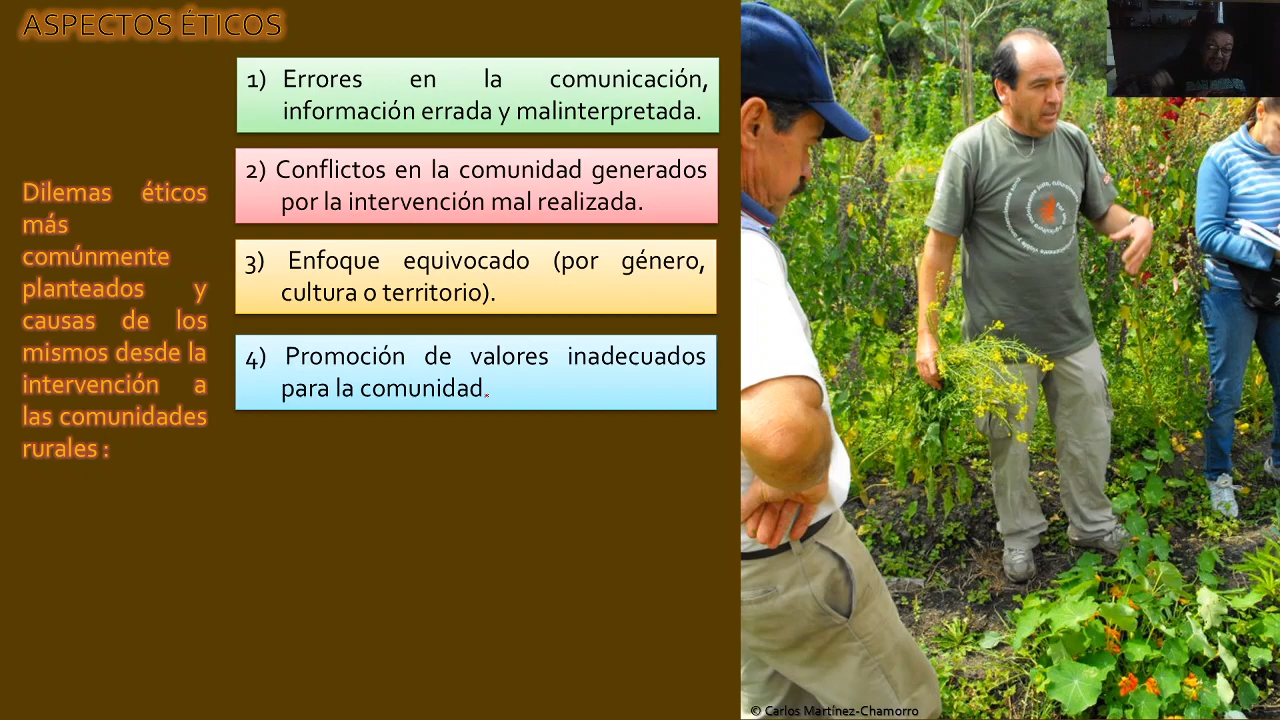 ASPECTOS ÉTICOS
Dilemas éticos
más
comúnmente
planteados y
causas de los
mismos desde la
intervención a
las comunidades
rurales :
1) Errores en la comunicación,
información errada y malinterpretada.
2) Conflictos en la comunidad generados
por la intervención mal realizada.
3) Enfoque equivocado (por género,
cultura o territorio).
4) Promoción de valores inadecuados
para la comunidad.
© Carlos Martínez-Chamorro